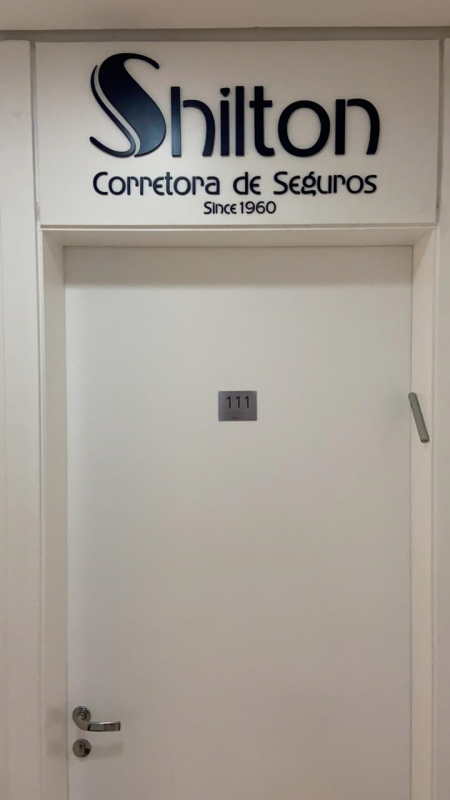 Shilton
Corretora de Seguros
Since 1960
111